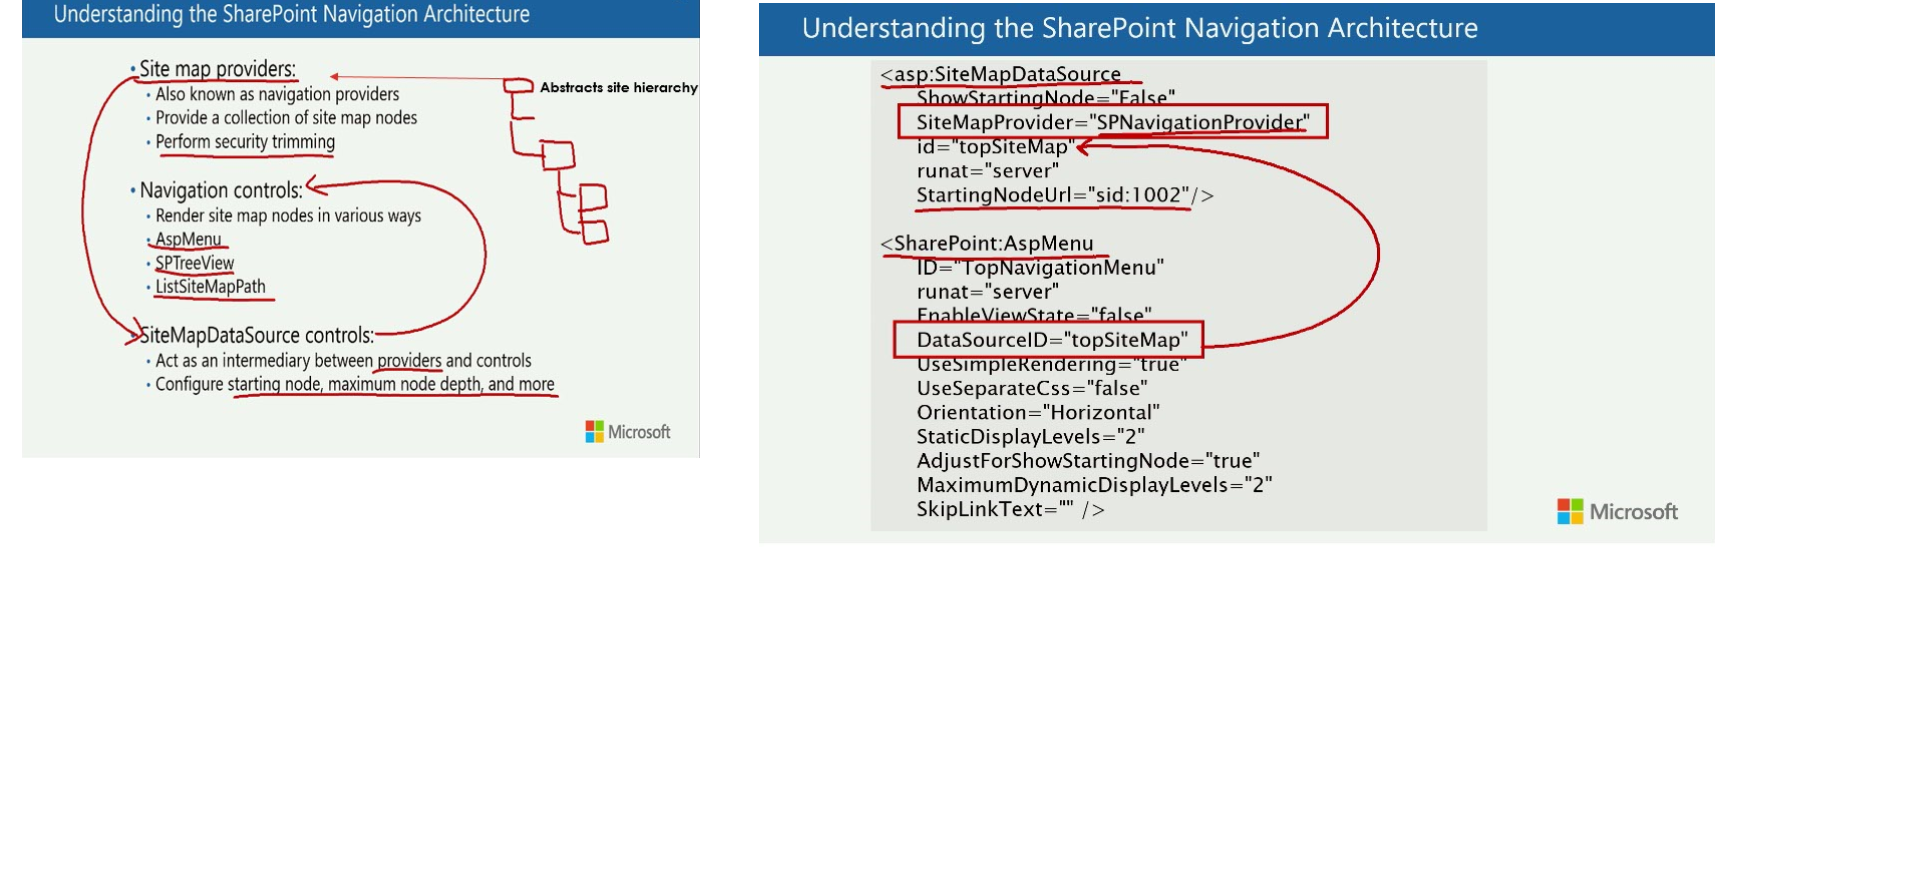 Understanding the SharePoint Navigation Architecture
• Site map providers:
• Also known as navigation providers
• Provide a collection of site map nodes
• Perform security trimming
Abstracts site hierarchy
• Navigation controls:
• Render site map nodes in various ways
• AspMenu
• SPTreeView
• ListSiteMapPath
• SiteMapDataSource controls:
• Act as an intermediary between providers and controls
• Configure starting node, maximum node depth, and more
Microsoft
Understanding the SharePoint Navigation Architecture
<asp:SiteMapDataSource
ShowStartingNode="False"
SiteMapProvider="SPNavigationProvider"
id="topSiteMap"
runat="server"
StartingNodeUrl="sid:1002"/>
<SharePoint:AspMenu
ID="TopNavigationMenu"
runat="server"
EnableViewState="false"
DataSourceID="topSiteMap"
UseSimpleRendering="true"
UseSeparateCss="false"
Orientation="Horizontal"
StaticDisplayLevels="2"
AdjustForShowStartingNode="true"
MaximumDynamicDisplayLevels="2"
SkipLinkText="" />
Microsoft